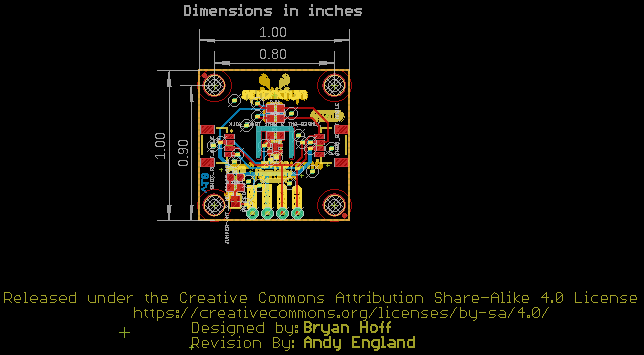 Dimensions in inches
1.00
0.80
1.00
0.90
Released under the Creative Commons Attribution Share-Alike 4.0 License
https://creativecommons.org/licenses/by-sa/4.0/
Designed by: Bryan Hoff
Revision By: Andy England